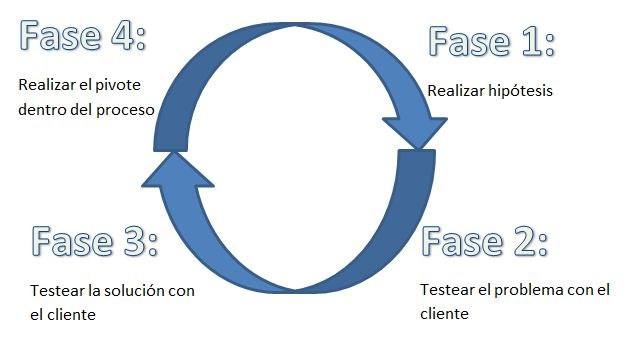 Fase 4:
Realizar el pivote
dentro del proceso
Fase 1:
Realizar hipótesis
Fase 3:
Testear la solución con
el cliente
Fase 2:
Testear el problema con el
cliente